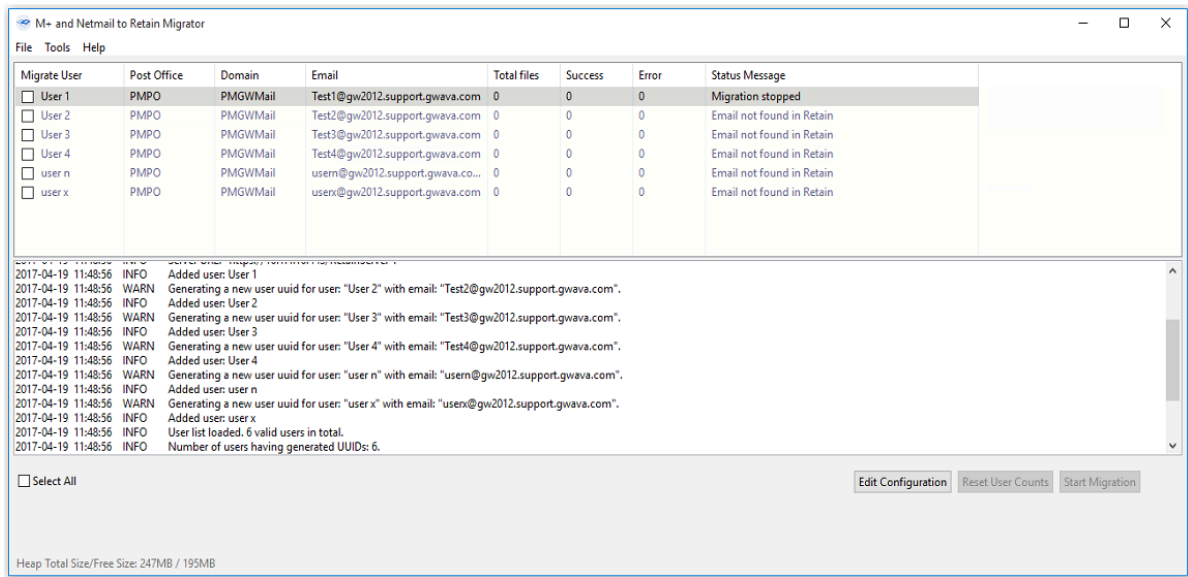 M+ and Netmail to Retain Migrator
File Tools Help
Migrate User Post Office Domain Email Total files Success Error Status Message
User 1 PMPO PMGWMail Test1@gw2012.support.gwava.com 0 0 0 Migration stopped
User 2 PMPO PMGWMail Test2@gw2012.support.gwava.com 0 0 0 Email not found in Retain
User 3 PMPO PMGWMail Test3@gw2012.support.gwava.com 0 0 0 Email not found in Retain
User 4 PMPO PMGWMail Test4@gw2012.support.gwava.com 0 0 0 Email not found in Retain
user n PMPO PMGWMail usern@gw2012.support.gwava.co... 0 0 0 Email not found in Retain
user x PMPO PMGWMail userx@gw2012.support.gwava.com 0 0 0 Email not found in Retain
2017-04-19 11:48:56 INFO Added user: User 1
2017-04-19 11:48:56 WARN Generating a new user uuid for user: "User 2" with email: "Test2@gw2012.support.gwava.com".
2017-04-19 11:48:56 INFO Added user: User 2
2017-04-19 11:48:56 WARN Generating a new user uuid for user: "User 3" with email: "Test3@gw2012.support.gwava.com".
2017-04-19 11:48:56 INFO Added user: User 3
2017-04-19 11:48:56 WARN Generating a new user uuid for user: "User 4" with email: "Test4@gw2012.support.gwava.com".
2017-04-19 11:48:56 INFO Added user: User 4
2017-04-19 11:48:56 WARN Generating a new user uuid for user: "user n" with email: "usern@gw2012.support.gwava.com".
2017-04-19 11:48:56 INFO Added user: user n
2017-04-19 11:48:56 WARN Generating a new user uuid for user: "user x" with email: "userx@gw2012.support.gwava.com".
2017-04-19 11:48:56 INFO Added user: user x
2017-04-19 11:48:56 INFO User list loaded. 6 valid users in total.
2017-04-19 11:48:56 INFO Number of users having generated UUIDs: 6.
Select All Edit Configuration Reset User Counts Start Migration
Heap Total Size/Free Size: 247MB / 195MB